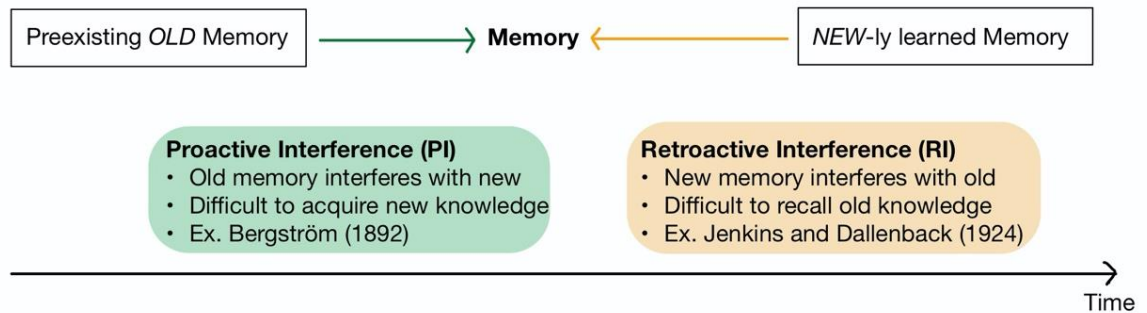 Preexisting OLD Memory
Memory
NEW-ly learned Memory
Proactive Interference (PI)
• Old memory interferes with new
• Difficult to acquire new knowledge
• Ex. Bergström (1892)
Retroactive Interference (RI)
• New memory interferes with old
• Difficult to recall old knowledge
• Ex. Jenkins and Dallenback (1924)
Time